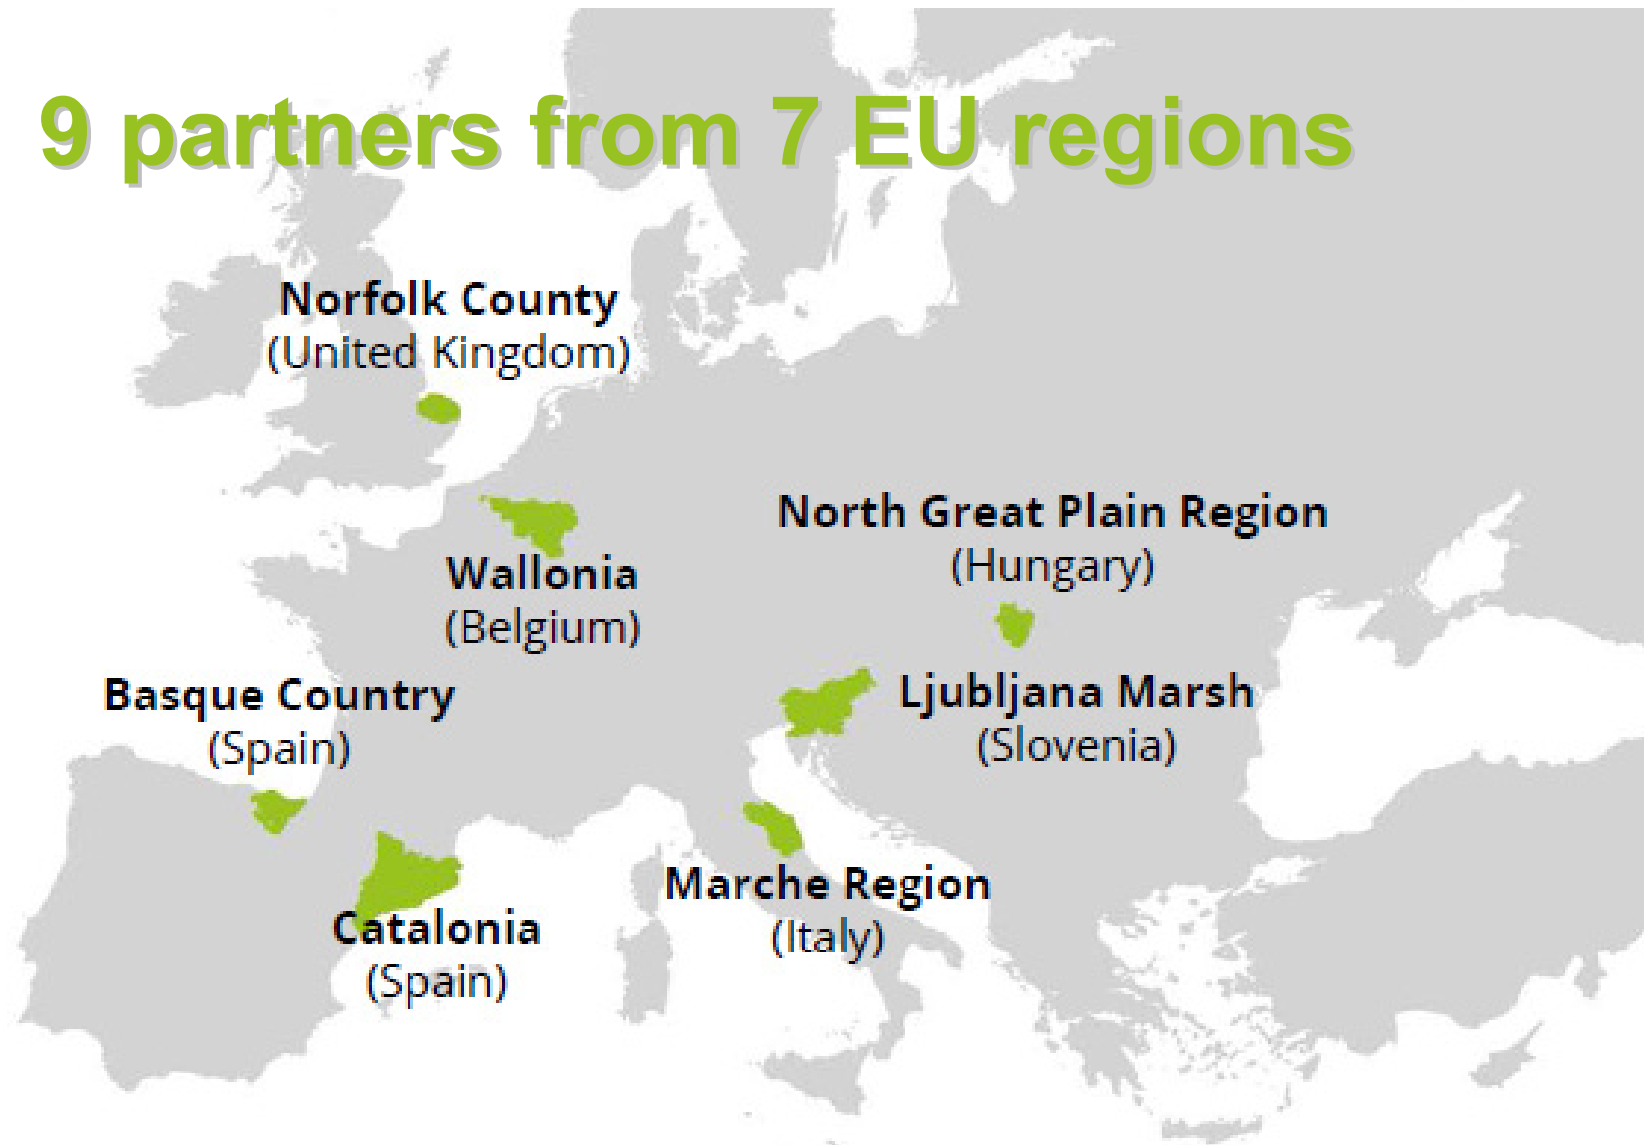 9 partners from 7 EU regions
Norfolk County
(United Kingdom)
North Great Plain Region
(Hungary)
Wallonia
(Belgium)
Basque Country
(Spain)
Ljubljana Marsh
(Slovenia)
Marche Region
(Italy)
Catalonia
(Spain)